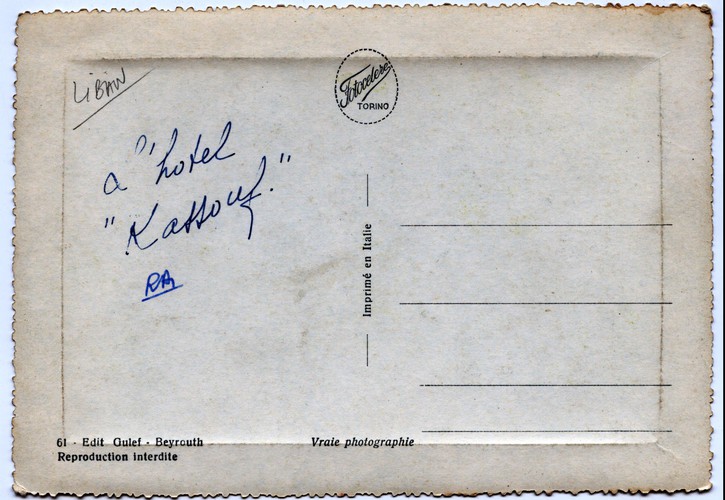 LIBAN
Fotocelere
TORINO
a l'hotel
"Kassouf."
RA
Imprimé en Italie
61 - Edit Gulef - Beyrouth
Reproduction interdite
Vraie photographie